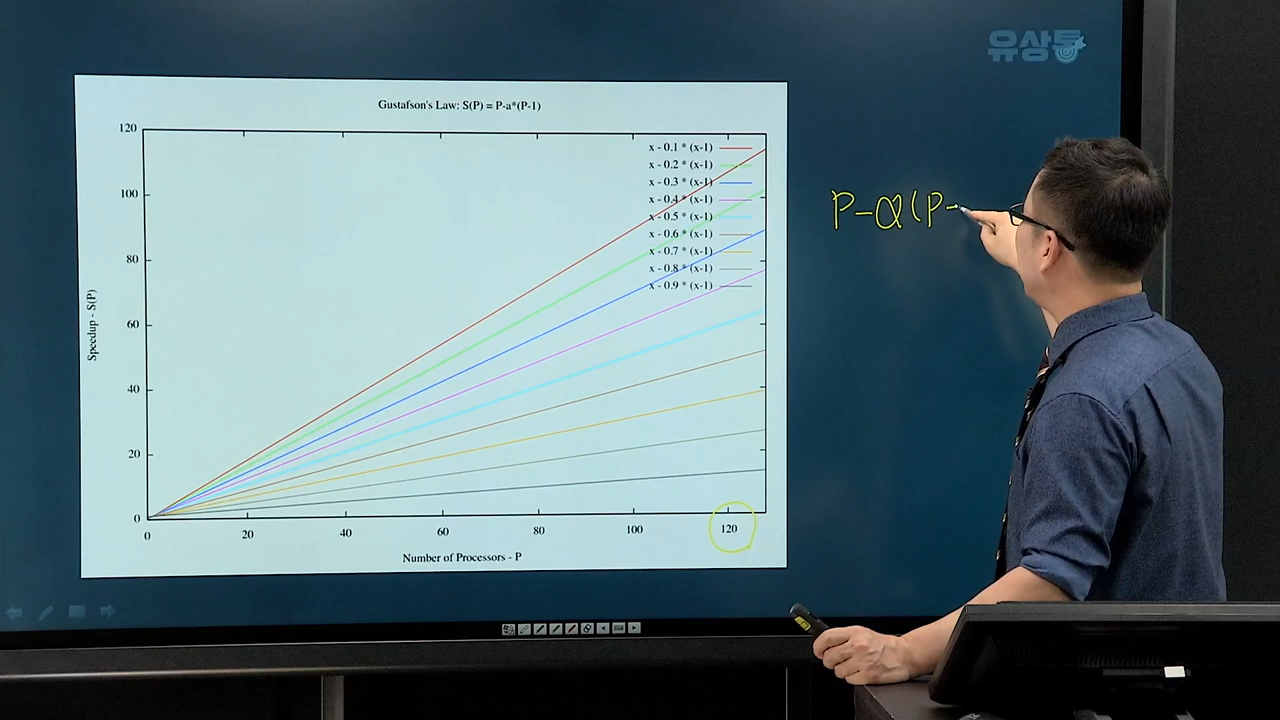 유상통
Gustafson's Law: S(P) = P-a*(P-1)
120
100
80
60
40
20
0
Speedup - S(P)
x - 0.1 * (x-1)
x - 0.2 * (x-1)
x - 0.3 * (x-1)
x - 0.4 * (x-1)
x - 0.5 * (x-1)
x - 0.6 * (x-1)
x - 0.7 * (x-1)
x - 0.8 * (x-1)
x - 0.9 * (x-1)
0 20 40 60 80 100 120
Number of Processors - P
P-a(P-